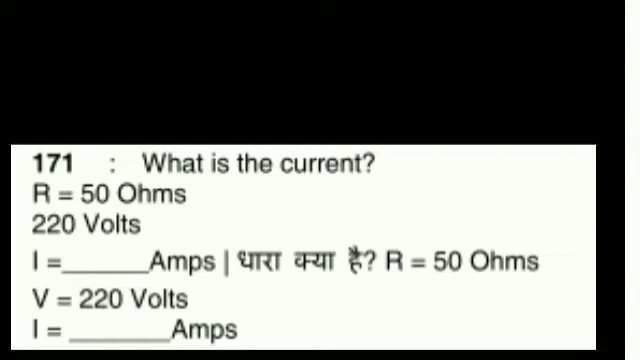 171 : What is the current?
R = 50 Ohms
220 Volts
I =______Amps | धारा क्या है? R = 50 Ohms
V = 220 Volts
I = _______Amps